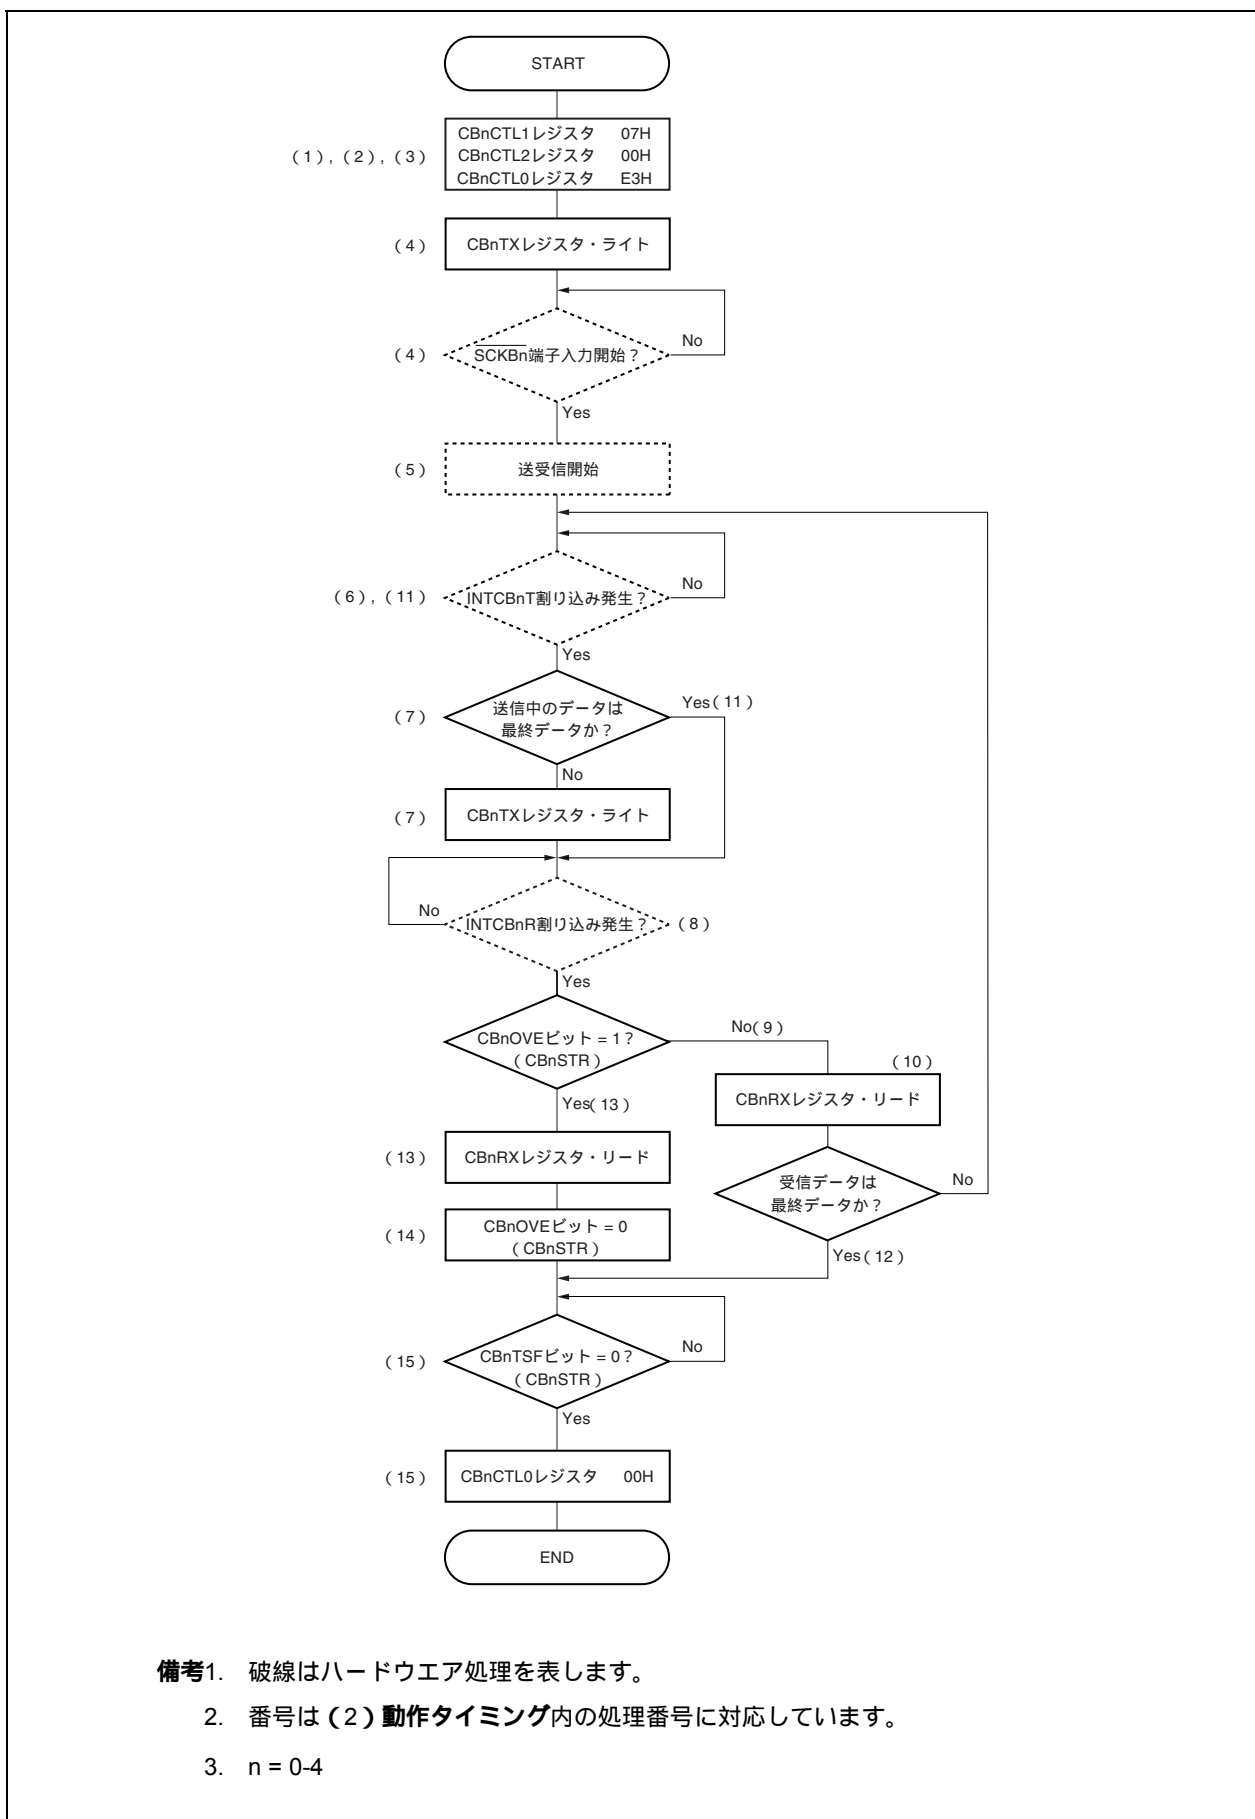 START
CBnCTL1レジスタ 07H
(1), (2), (3) CBnCTL2レジスタ 00H
CBnCTL0レジスタ E3H
(4) CBnTXレジスタ・ライト
(4) SCKBn端子入力開始? No
Yes
(5) 送受信開始
(6), (11) INTCBnT割り込み発生? No
Yes
(7) 送信中のデータは Yes(11)
最終データか?
No
(7) CBnTXレジスタ・ライト
No INTCBnR割り込み発生? (8)
Yes
CBnOVEビット = 1? No(9)
(CBnSTR)
(10)
CBnRXレジスタ・リード
Yes(13)
(13) CBnRXレジスタ・リード
受信データは No
最終データか?
(14) CBnOVEビット = 0
(CBnSTR)
Yes(12)
(15) CBnTSFビット = 0? No
(CBnSTR)
Yes
(15) CBnCTL0レジスタ 00H
END
備考1. 破線はハードウエア処理を表します。
2. 番号は(2)動作タイミング内の処理番号に対応しています。
3. n = 0-4